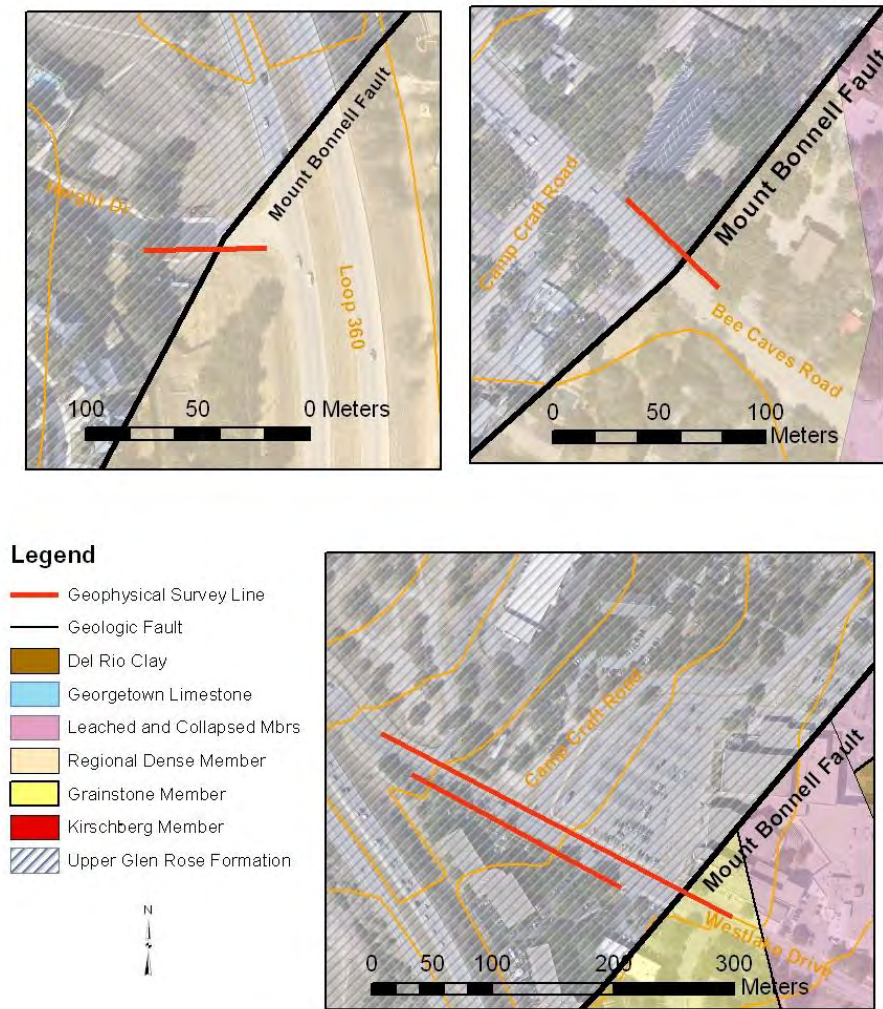 Mount Bonnell Fault
Loop 360
100 50 0 Meters
Camp Craft Road
Mount Bonnell Fault
Bee Caves Road
0 50 100
Meters
Legend
Geophysical Survey Line
Geologic Fault
Del Rio Clay
Georgetown Limestone
Leached and Collapsed Mbrs
Regional Dense Member
Grainstone Member
Kirschberg Member
Upper Glen Rose Formation
N
Camp Craft Road
Mount Bonnell Fault
Westlake Drive
0 50 100 200 300
Meters